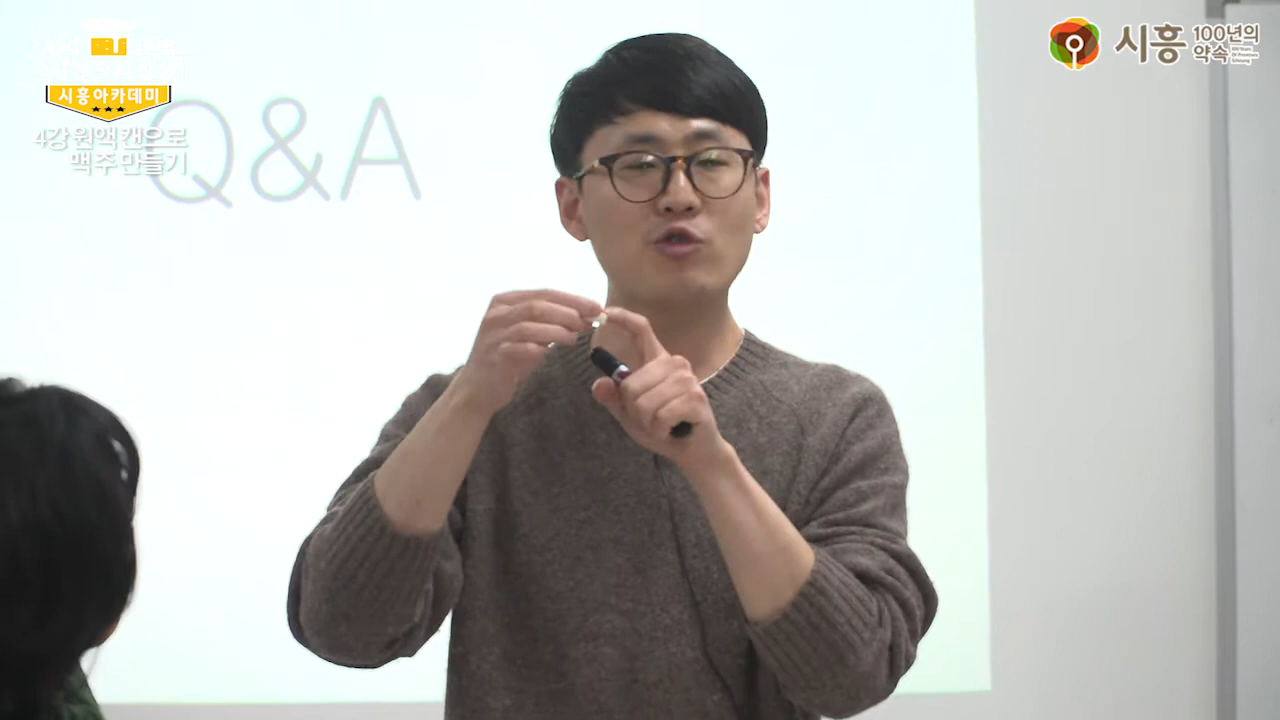 시흥아카데미
4강 원액 캔으로
맥주 만들기
Q&A
시흥 100년의
약속